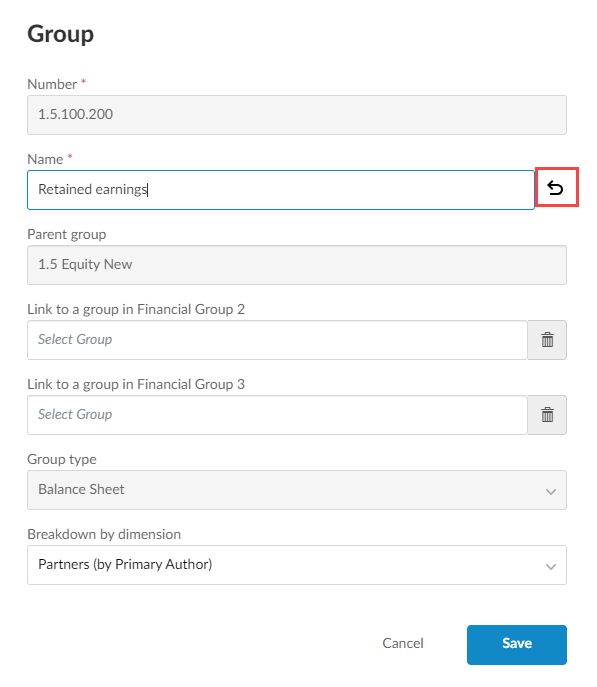 Group
Number *
1.5.100.200
Name *
Retained earnings
Parent group
1.5 Equity New
Link to a group in Financial Group 2
Select Group
Link to a group in Financial Group 3
Select Group
Group type
Balance Sheet
Breakdown by dimension
Partners (by Primary Author)
Cancel
Save